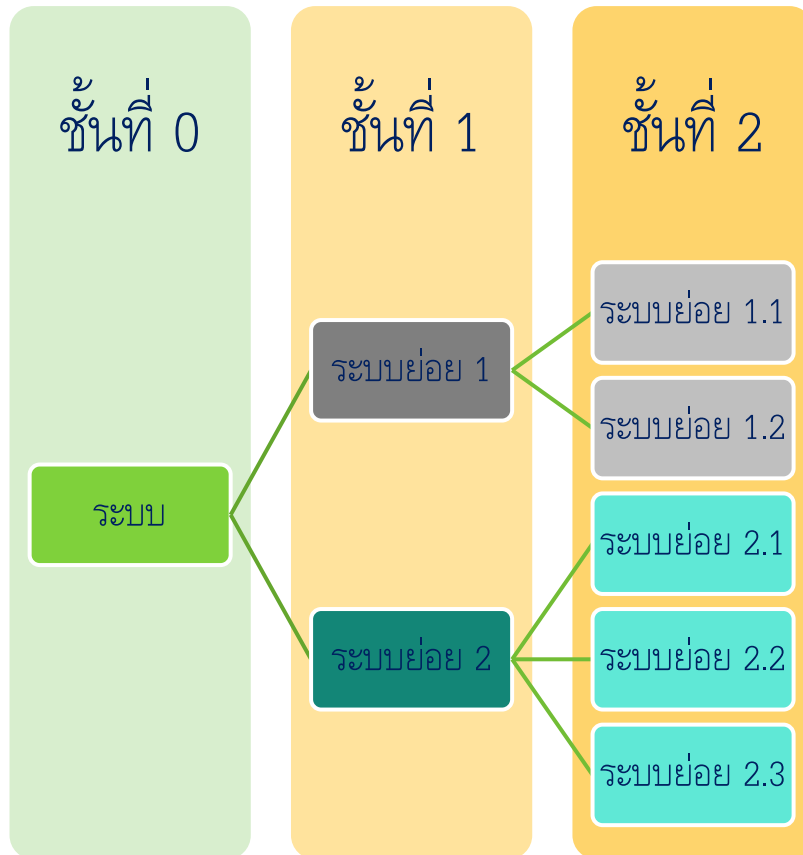 ชั้นที่ 0
ชั้นที่ 1
ชั้นที่ 2
ระบบ
ระบบย่อย 1
ระบบย่อย 2
ระบบย่อย 1.1
ระบบย่อย 1.2
ระบบย่อย 2.1
ระบบย่อย 2.2
ระบบย่อย 2.3